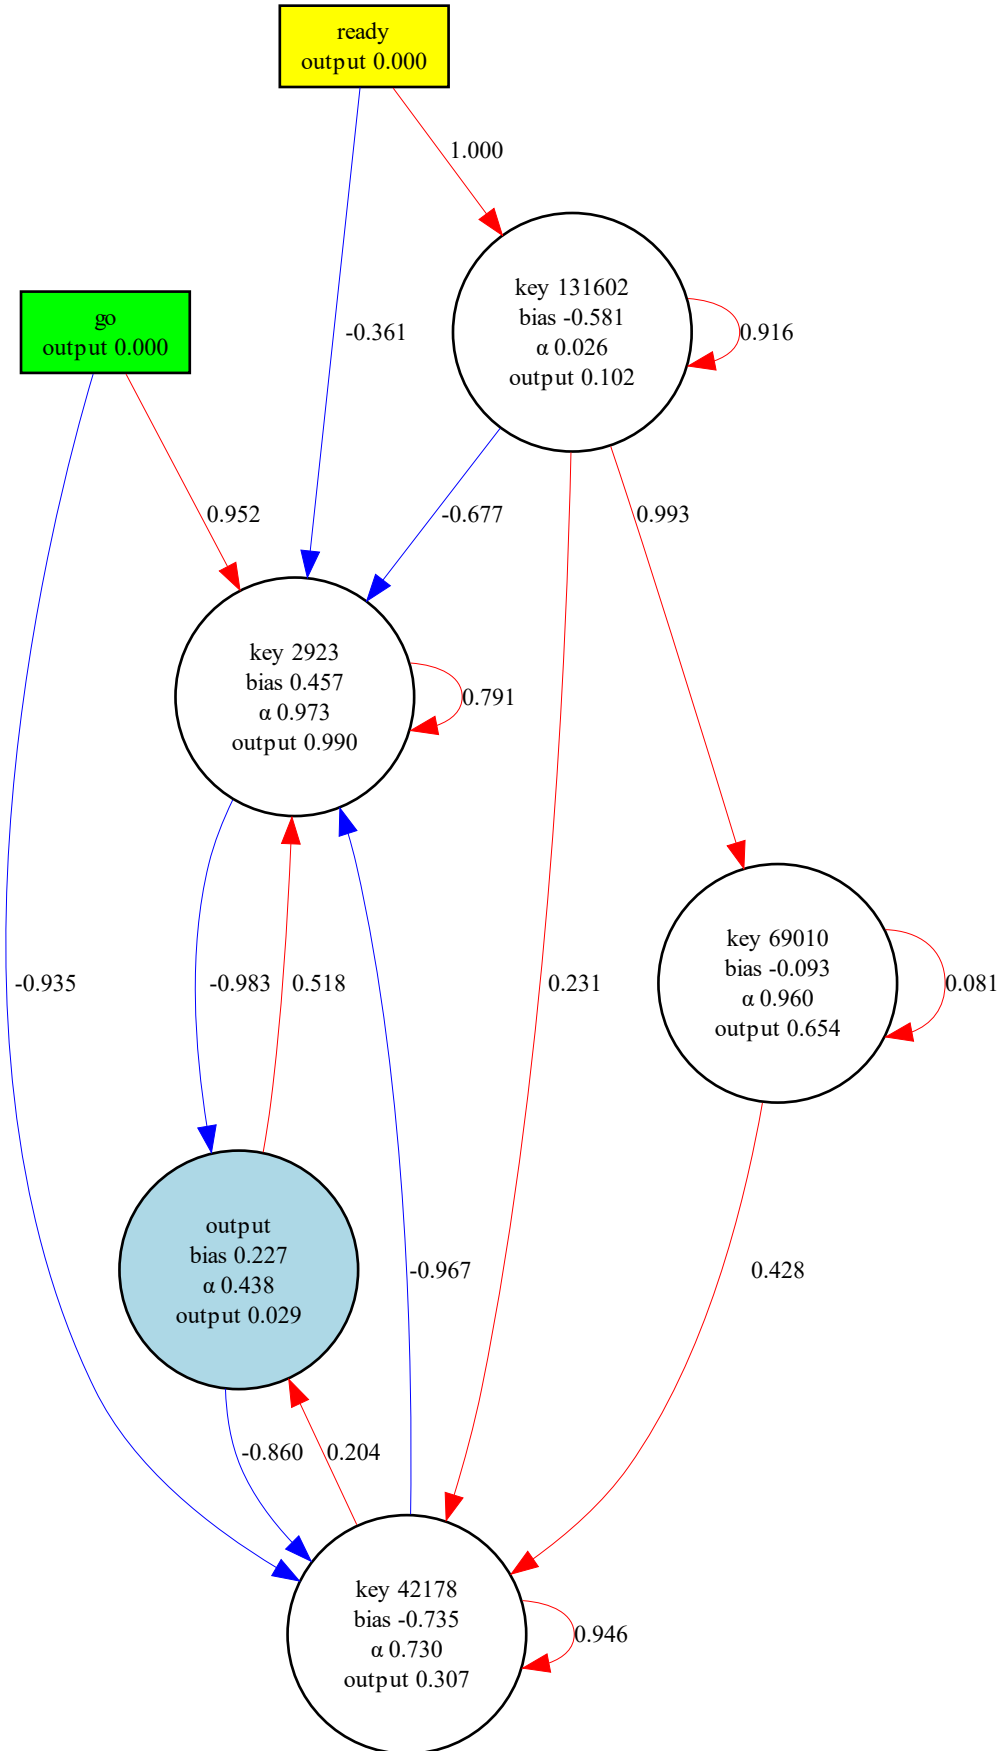 ready
output 0.000
1.000
key 131602
bias -0.581
α 0.026
output 0.102
0.916
go
output 0.000
-0.361
0.952
-0.677
0.993
key 2923
bias 0.457
α 0.973
output 0.990
0.791
key 69010
bias -0.093
α 0.960
output 0.654
0.081
-0.935
-0.983
0.518
0.231
output
bias 0.227
α 0.438
output 0.029
-0.967
0.428
-0.860
0.204
key 42178
bias -0.735
α 0.730
output 0.307
0.946